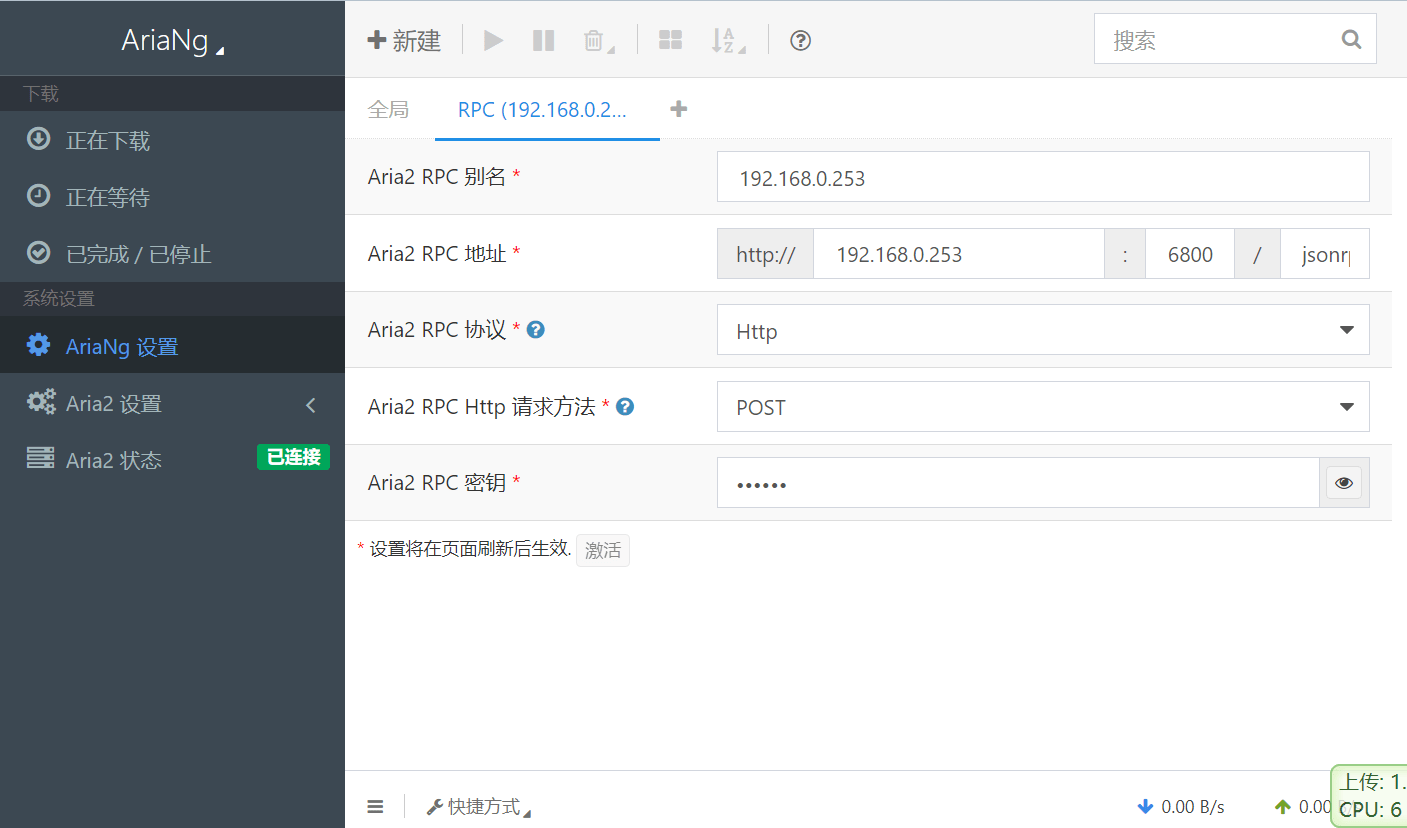 AriaNg
下载
正在下载
正在等待
已完成 / 已停止
系统设置
AriaNg 设置
Aria2 设置
Aria2 状态 已连接
新建
搜索
全局 RPC (192.168.0.2...
Aria2 RPC 别名 * 192.168.0.253
Aria2 RPC 地址 * http:// 192.168.0.253 : 6800 / jsonr
Aria2 RPC 协议 * Http
Aria2 RPC Http 请求方法 * POST
Aria2 RPC 密钥 * ••••••
* 设置将在页面刷新后生效. 激活
快捷方式 0.00 B/s 0.00
上传: 1.
CPU: 6